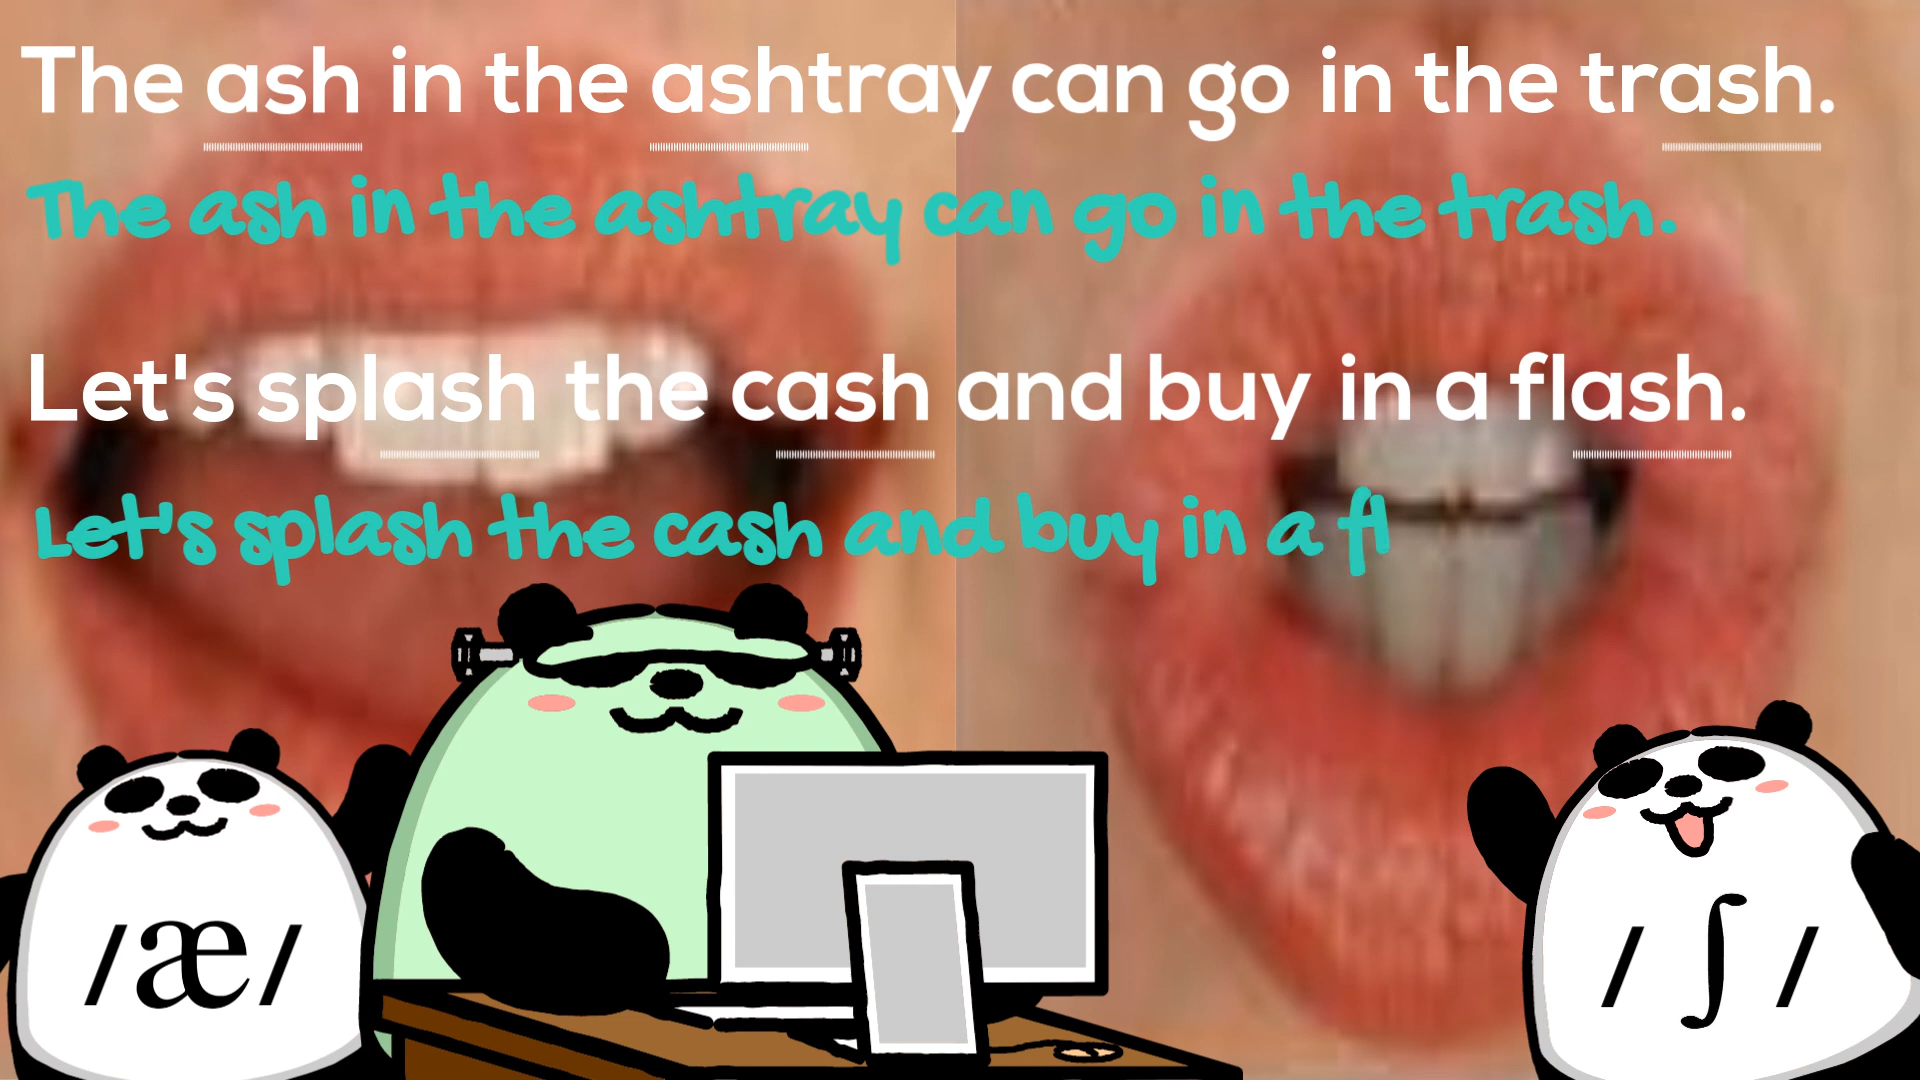 The ash in the ashtray can go in the trash.
The ash in the ashtray can go in the trash.
Let's splash the cash and buy in a flash.
Let's splash the cash and buy in a fl
/æ/
/ʃ/